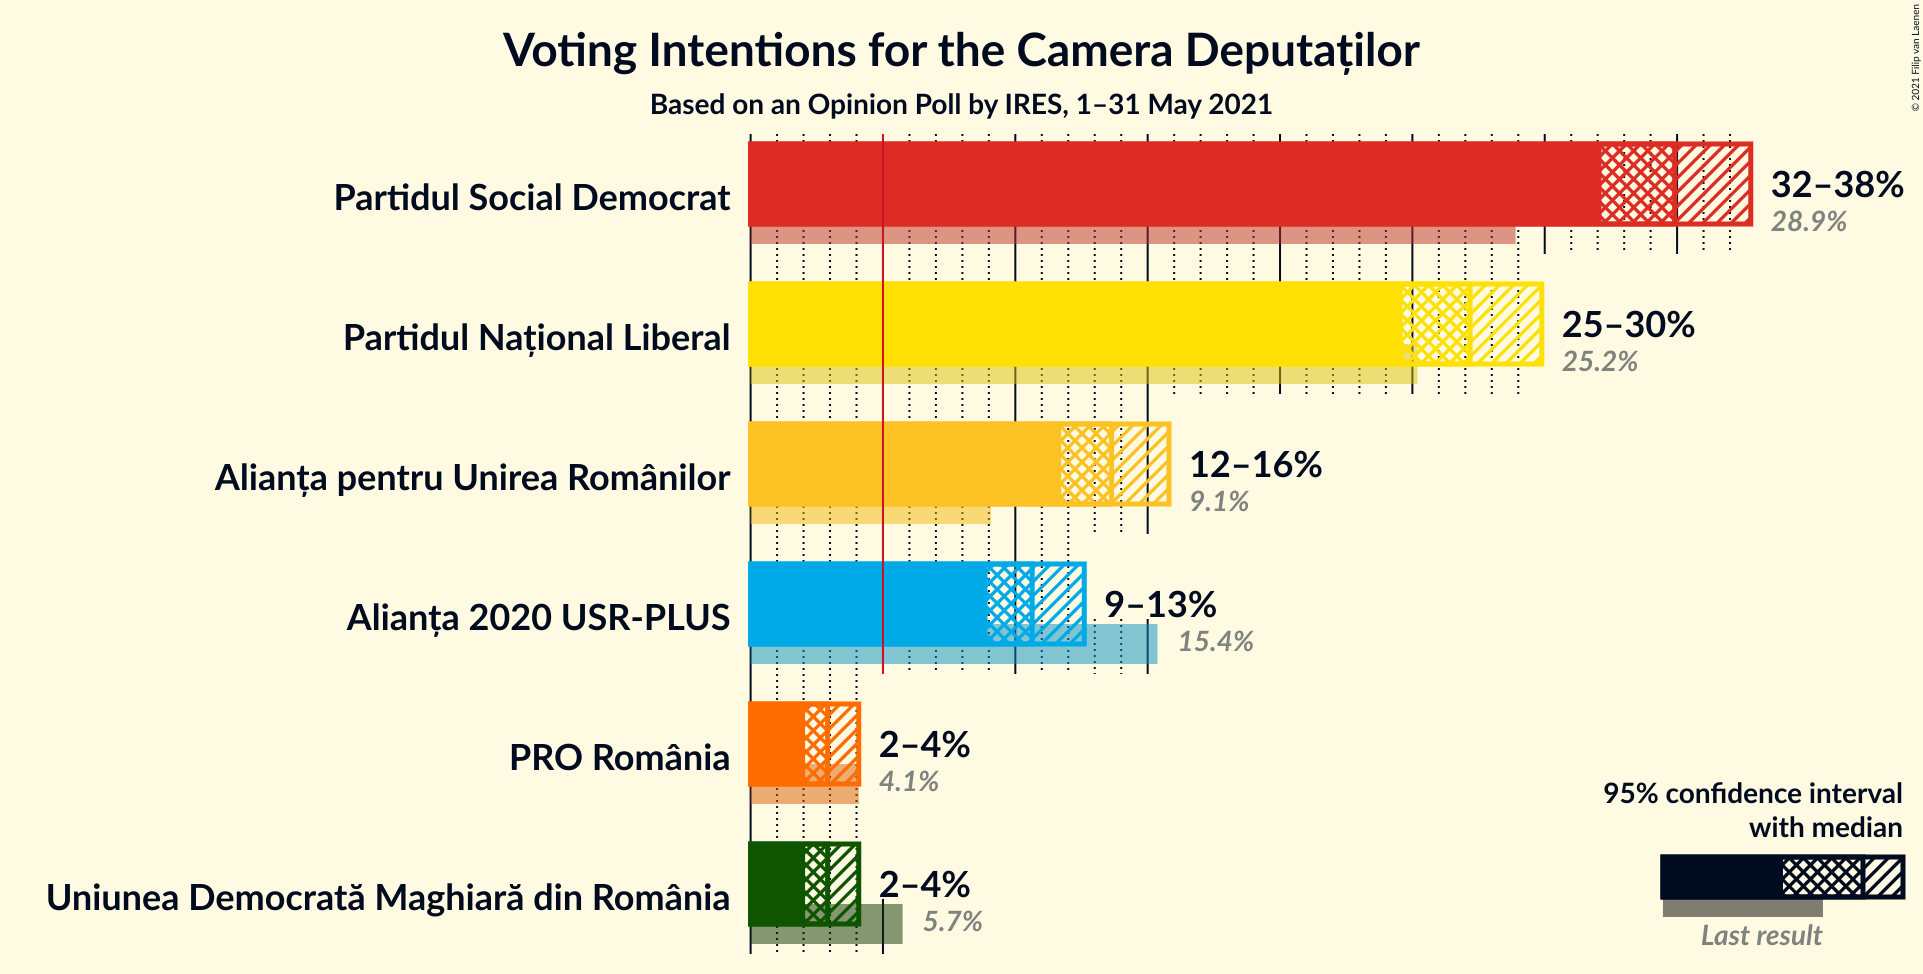 Voting Intentions for the Camera Deputaților
Based on an Opinion Poll by IRES, 1–31 May 2021
© 2021 Filip van Laenen
Partidul Social Democrat
32–38%
28.9%
Partidul Național Liberal
25–30%
25.2%
Alianța pentru Unirea Românilor
12–16%
9.1%
Alianța 2020 USR-PLUS
9–13%
15.4%
PRO România
2–4%
4.1%
Uniunea Democrată Maghiară din România
2–4%
5.7%
95% confidence interval
with median
Last result